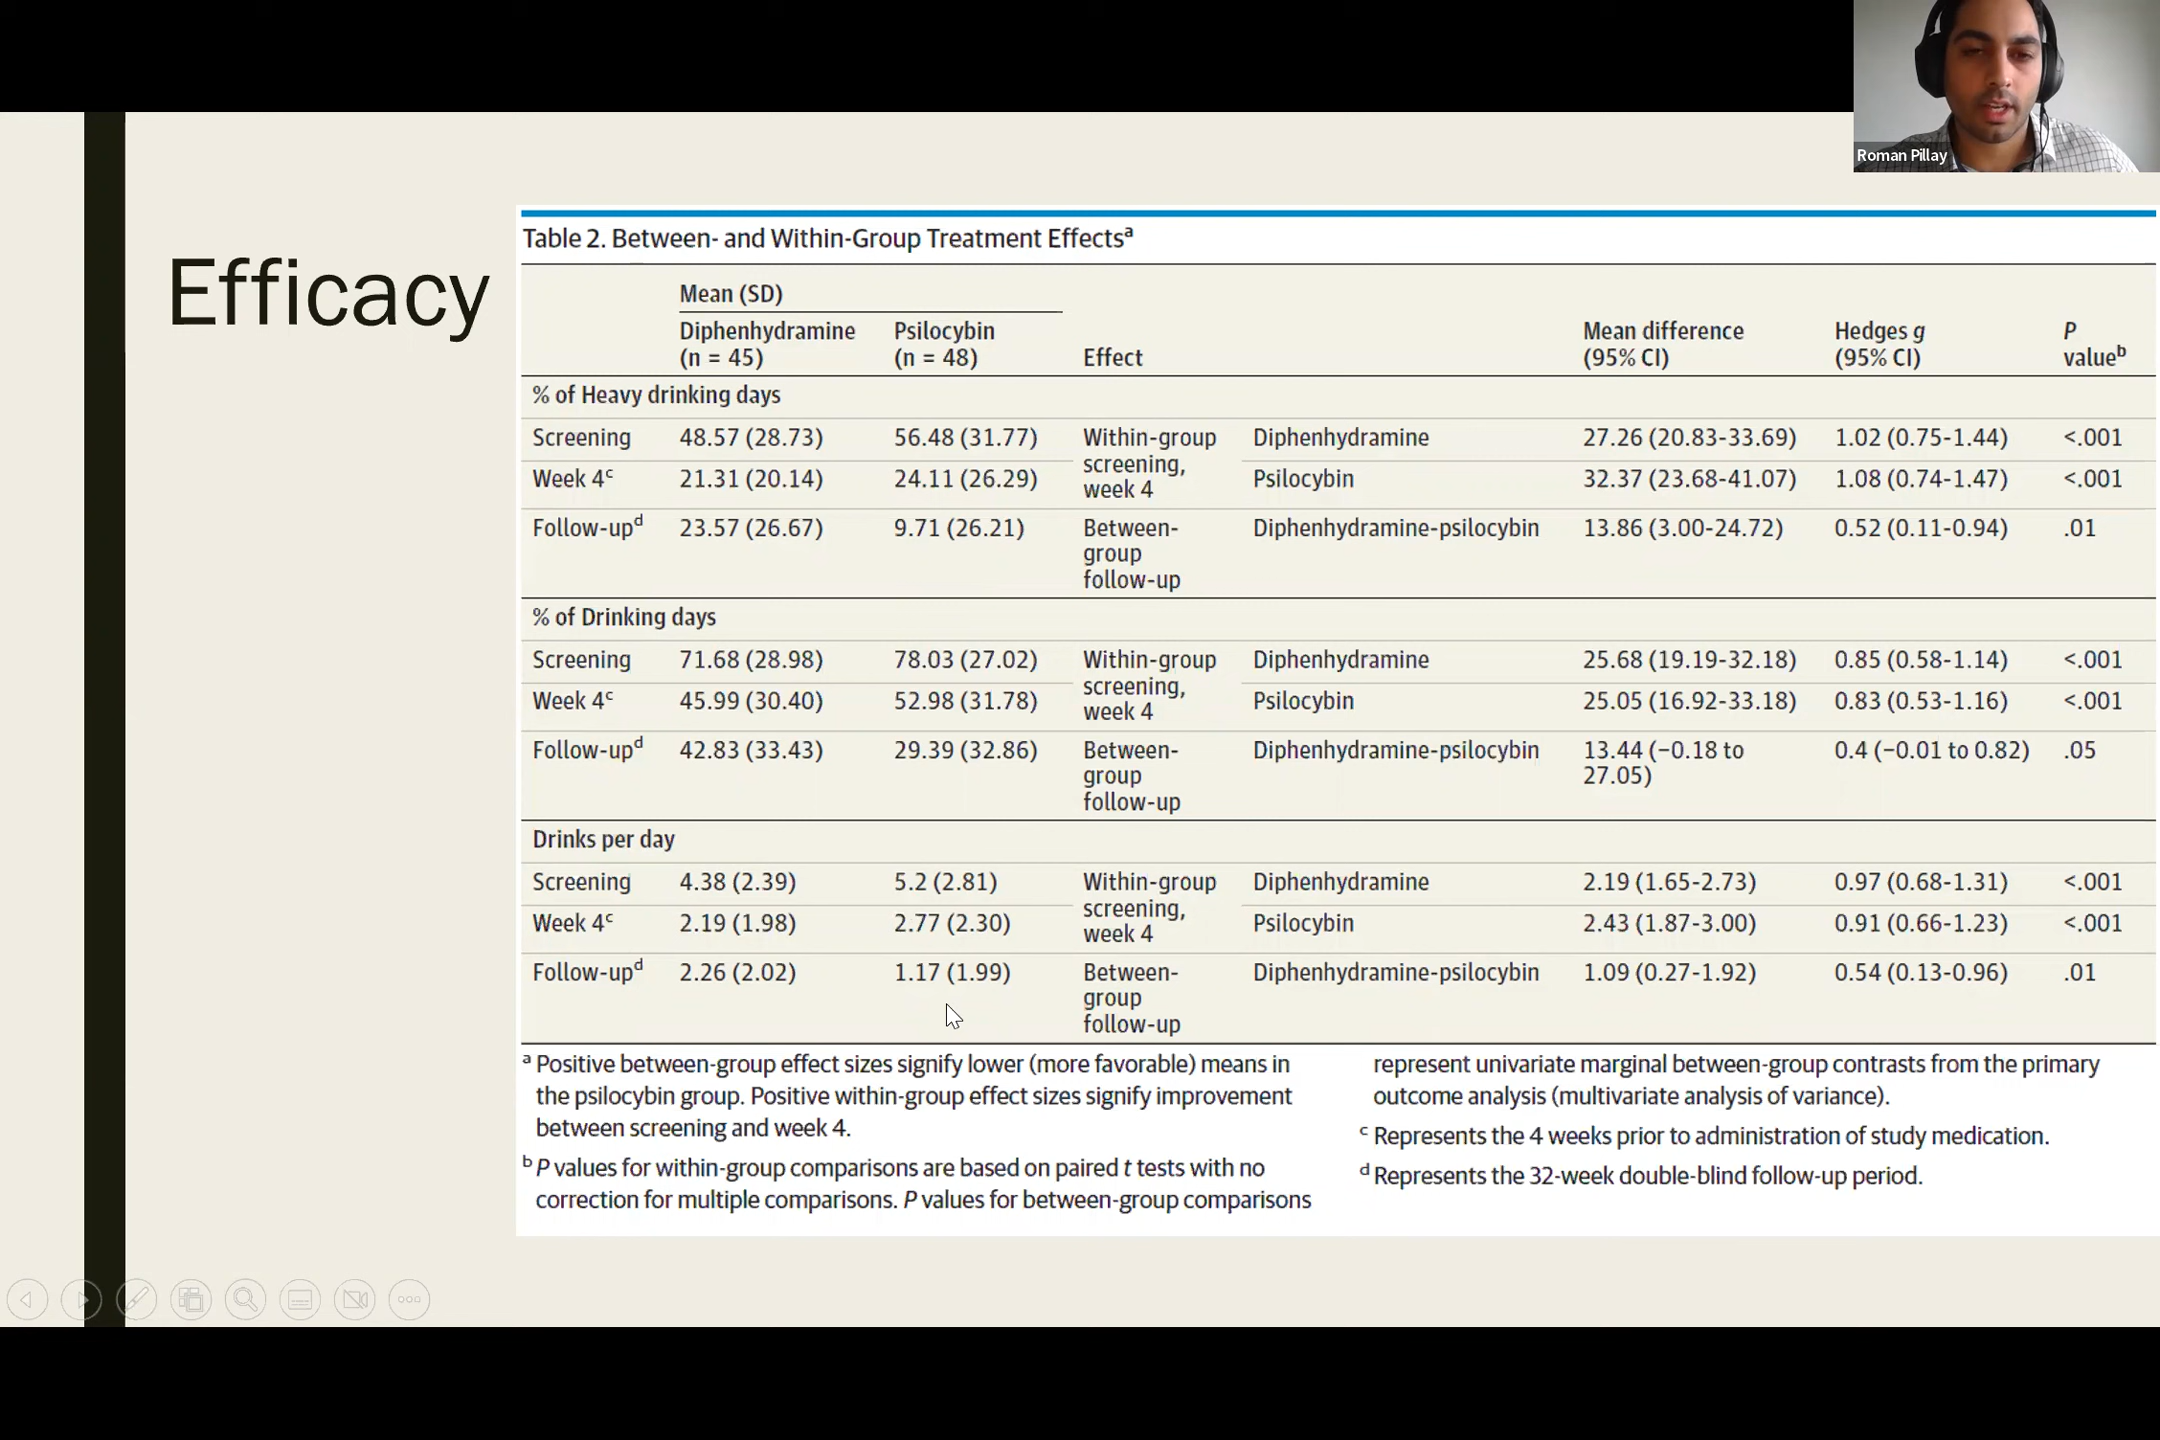 Roman Pillay
Efficacy
Table 2. Between- and Within-Group Treatment Effectsa
Mean (SD)
Diphenhydramine (n = 45) Psilocybin (n = 48) Effect Mean difference (95% CI) Hedges g (95% CI) P valueb
% of Heavy drinking days
Screening 48.57 (28.73) 56.48 (31.77) Within-group screening, week 4 Diphenhydramine 27.26 (20.83-33.69) 1.02 (0.75-1.44) <.001
Week 4c 21.31 (20.14) 24.11 (26.29) Psilocybin 32.37 (23.68-41.07) 1.08 (0.74-1.47) <.001
Follow-upd 23.57 (26.67) 9.71 (26.21) Between-group follow-up Diphenhydramine-psilocybin 13.86 (3.00-24.72) 0.52 (0.11-0.94) .01
% of Drinking days
Screening 71.68 (28.98) 78.03 (27.02) Within-group screening, week 4 Diphenhydramine 25.68 (19.19-32.18) 0.85 (0.58-1.14) <.001
Week 4c 45.99 (30.40) 52.98 (31.78) Psilocybin 25.05 (16.92-33.18) 0.83 (0.53-1.16) <.001
Follow-upd 42.83 (33.43) 29.39 (32.86) Between-group follow-up Diphenhydramine-psilocybin 13.44 (−0.18 to 27.05) 0.4 (−0.01 to 0.82) .05
Drinks per day
Screening 4.38 (2.39) 5.2 (2.81) Within-group screening, week 4 Diphenhydramine 2.19 (1.65-2.73) 0.97 (0.68-1.31) <.001
Week 4c 2.19 (1.98) 2.77 (2.30) Psilocybin 2.43 (1.87-3.00) 0.91 (0.66-1.23) <.001
Follow-upd 2.26 (2.02) 1.17 (1.99) Between-group follow-up Diphenhydramine-psilocybin 1.09 (0.27-1.92) 0.54 (0.13-0.96) .01
a Positive between-group effect sizes signify lower (more favorable) means in
the psilocybin group. Positive within-group effect sizes signify improvement
between screening and week 4.
b P values for within-group comparisons are based on paired t tests with no
correction for multiple comparisons. P values for between-group comparisons
represent univariate marginal between-group contrasts from the primary
outcome analysis (multivariate analysis of variance).
c Represents the 4 weeks prior to administration of study medication.
d Represents the 32-week double-blind follow-up period.